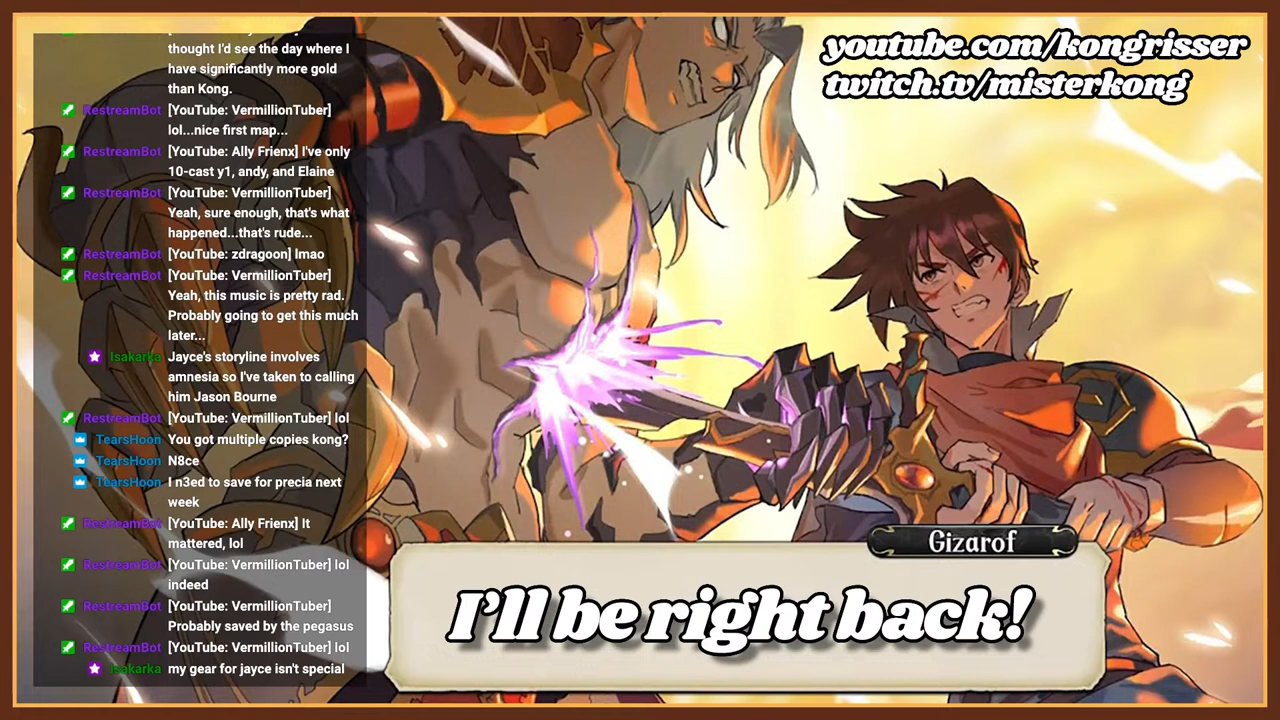 thought I'd see the day where I
have significantly more gold
than Kong.
RestreamBot [YouTube: VermillionTuber]
lol...nice first map...
RestreamBot [YouTube: Ally Frienx] I've only
10-cast y1, andy, and Elaine
RestreamBot [YouTube: VermillionTuber]
Yeah, sure enough, that's what
happened...that's rude...
RestreamBot [YouTube: zdragoon] lmao
RestreamBot [YouTube: VermillionTuber]
Yeah, this music is pretty rad.
Probably going to get this much
later...
Isakarka Jayce's storyline involves
amnesia so I've taken to calling
him Jason Bourne
RestreamBot [YouTube: VermillionTuber] lol
TearsHoon You got multiple copies kong?
TearsHoon N8ce
TearsHoon I n3ed to save for precia next
week
RestreamBot [YouTube: Ally Frienx] It
mattered, lol
RestreamBot [YouTube: VermillionTuber] lol
indeed
RestreamBot [YouTube: VermillionTuber]
Probably saved by the pegasus
RestreamBot [YouTube: VermillionTuber] lol
Isakarka my gear for jayce isn't special
youtube.com/kongrisser
twitch.tv/misterkong
Gizarof
I'll be right back!